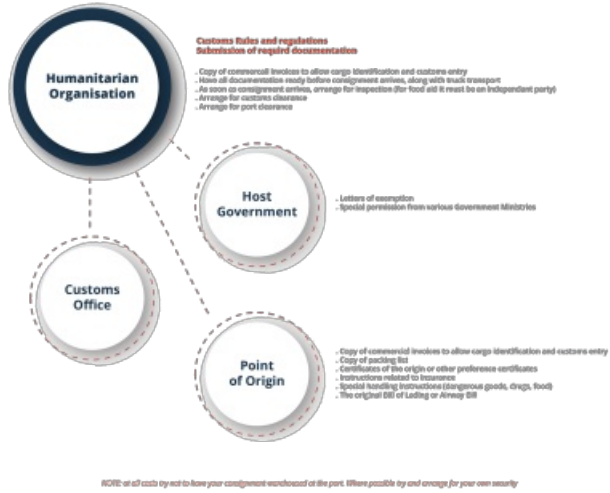 Customs Rules and regulations
Submission of requird documentation
Humanitarian
Organisation
. Copy of commercail invoices to allow cargo identification and customs entry
. Have all documentation ready before consignment arrives, along with truck transport
. As soon as consignment arrives, arrange for inspection (for food aid it must be an independent party)
. Arrange for customs clearance
. Arrange for port clearance
Host
Government
. Letters of exemption
. Special permission from various Government Ministries
Customs
Office
Point
of Origin
. Copy of commercial invoices to allow cargo identification and customs entry
. Copy of packing list
. Certificates of the origin or other preference certificates
. Instructions related to insurance
. Special handling instructions (dangerous goods, drugs, food)
. The original Bill of Lading or Airway Bill
NOTE: at all costs try not to have your consignment warehoused at the port. Where possible try and arrange for your own security